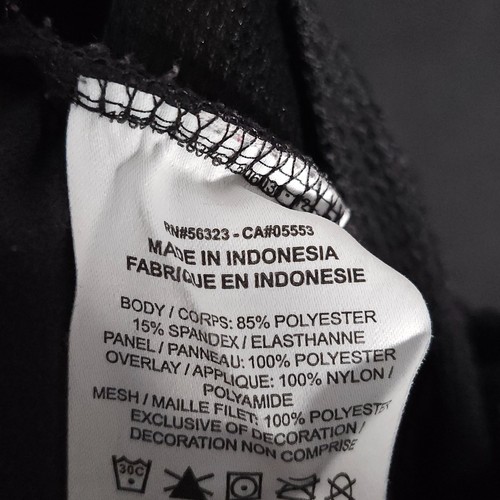 RN#56323 - CA#05553
MADE IN INDONESIA
FABRIQUE EN INDONESIE
BODY / CORPS: 85% POLYESTER
15% SPANDEX / ELASTHANNE
PANEL / PANNEAU: 100% POLYESTER
OVERLAY / APPLIQUE: 100% NYLON /
POLYAMIDE
MESH / MAILLE FILET: 100% POLYESTER
EXCLUSIVE OF DECORATION /
DECORATION NON COMPRISE
30C